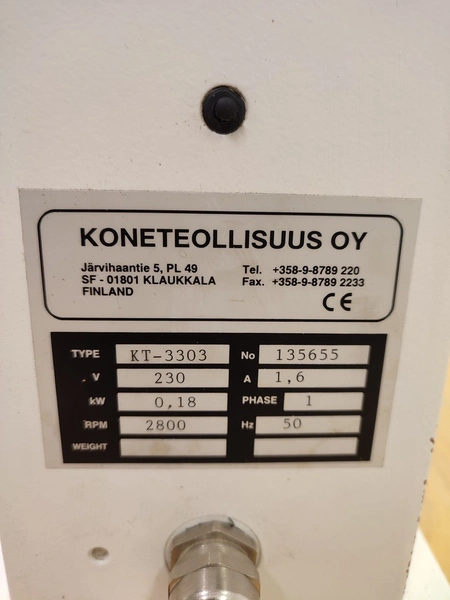 KONETEOLLISUUS OY
Järvihaantie 5, PL 49 Tel. +358-9-8789 220
SF - 01801 KLAUKKALA Fax. +358-9-8789 2233
FINLAND CE
TYPE KT-3303 No 135655
V 230 A 1,6
kW 0,18 PHASE 1
RPM 2800 Hz 50
WEIGHT